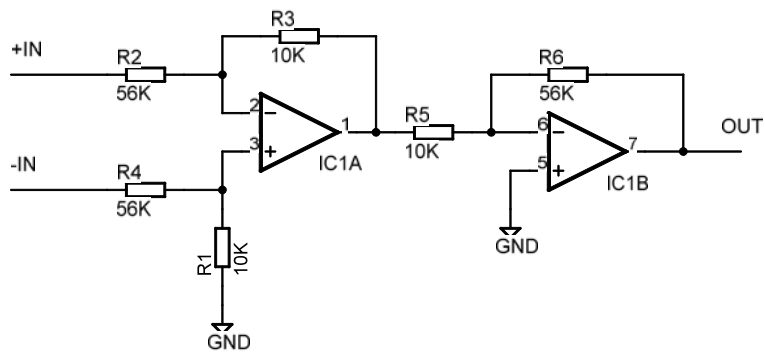 R3
10K
+IN
R2
56K
2
3
1
IC1A
-IN
R4
56K
R1
10K
GND
R5
10K
R6
56K
6
5
7
IC1B
OUT
GND